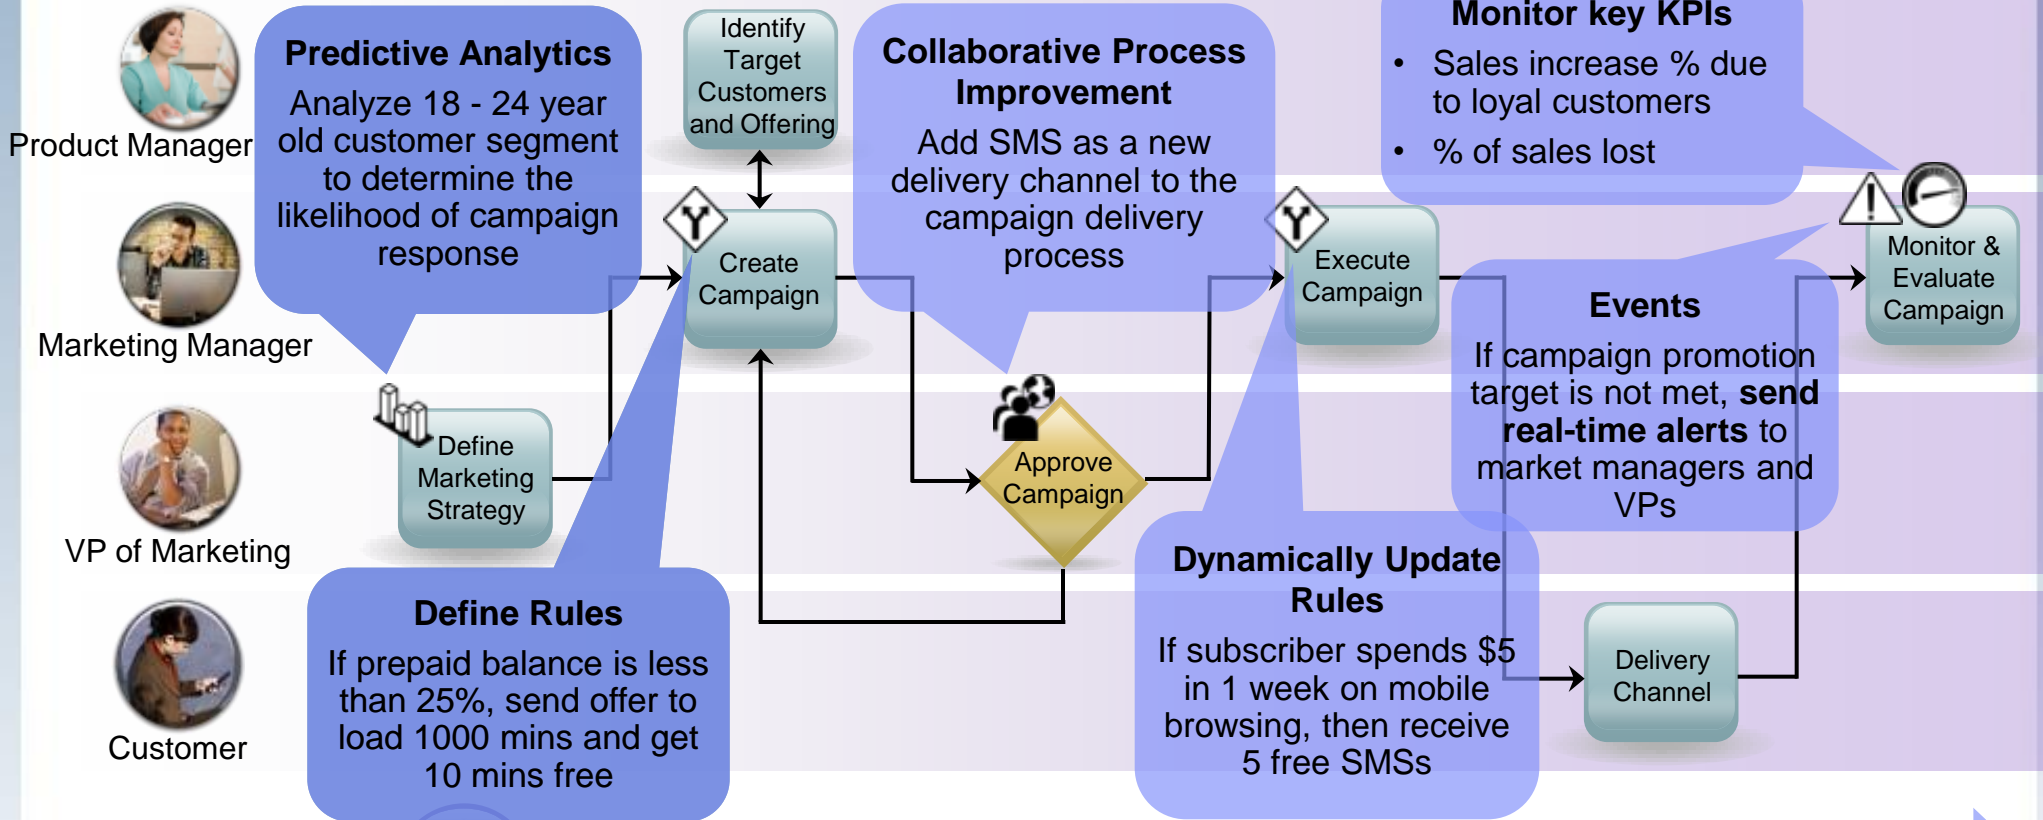 Product Manager
Predictive Analytics
Analyze 18 - 24 year
old customer segment
to determine the
likelihood of campaign
response
Identify
Target
Customers
and Offering
Collaborative Process
Improvement
Add SMS as a new
delivery channel to the
campaign delivery
process
Monitor key KPIs
• Sales increase % due
to loyal customers
• % of sales lost
Marketing Manager
Create
Campaign
Execute
Campaign
Monitor &
Evaluate
Campaign
Events
If campaign promotion
target is not met, send
real-time alerts to
market managers and
VPs
VP of Marketing
Define
Marketing
Strategy
Approve
Campaign
Customer
Define Rules
If prepaid balance is less
than 25%, send offer to
load 1000 mins and get
10 mins free
Dynamically Update
Rules
If subscriber spends $5
in 1 week on mobile
browsing, then receive
5 free SMSs
Delivery
Channel